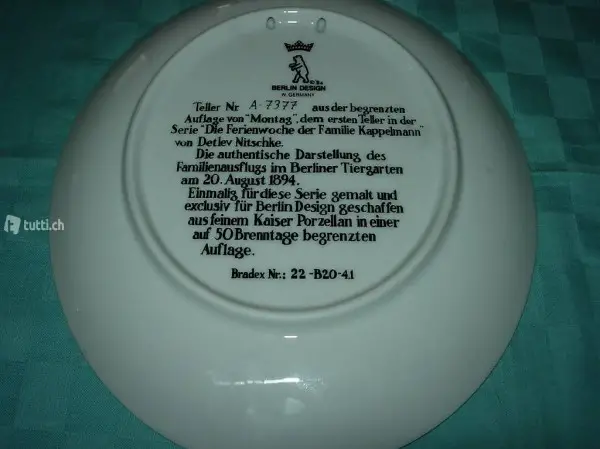 BERLIN DESIGN
W. GERMANY
Teller Nr A-7377 aus der begrenzten
Auflage von "Montag", dem ersten Teller in der
Serie "Die Ferienwoche der Familie Kappelmann"
von Detlev Nitschke.
Die authentische Darstellung des
Familienausflugs im Berliner Tiergarten
am 20. August 1894.
Einmalig für diese Serie gemalt und
exclusiv für Berlin Design geschaffen
aus feinem Kaiser Porzellan in einer
auf 50 Brenntage begrenzten
Auflage.
Bradex Nr.: 22-B20-4.1
tutti.ch